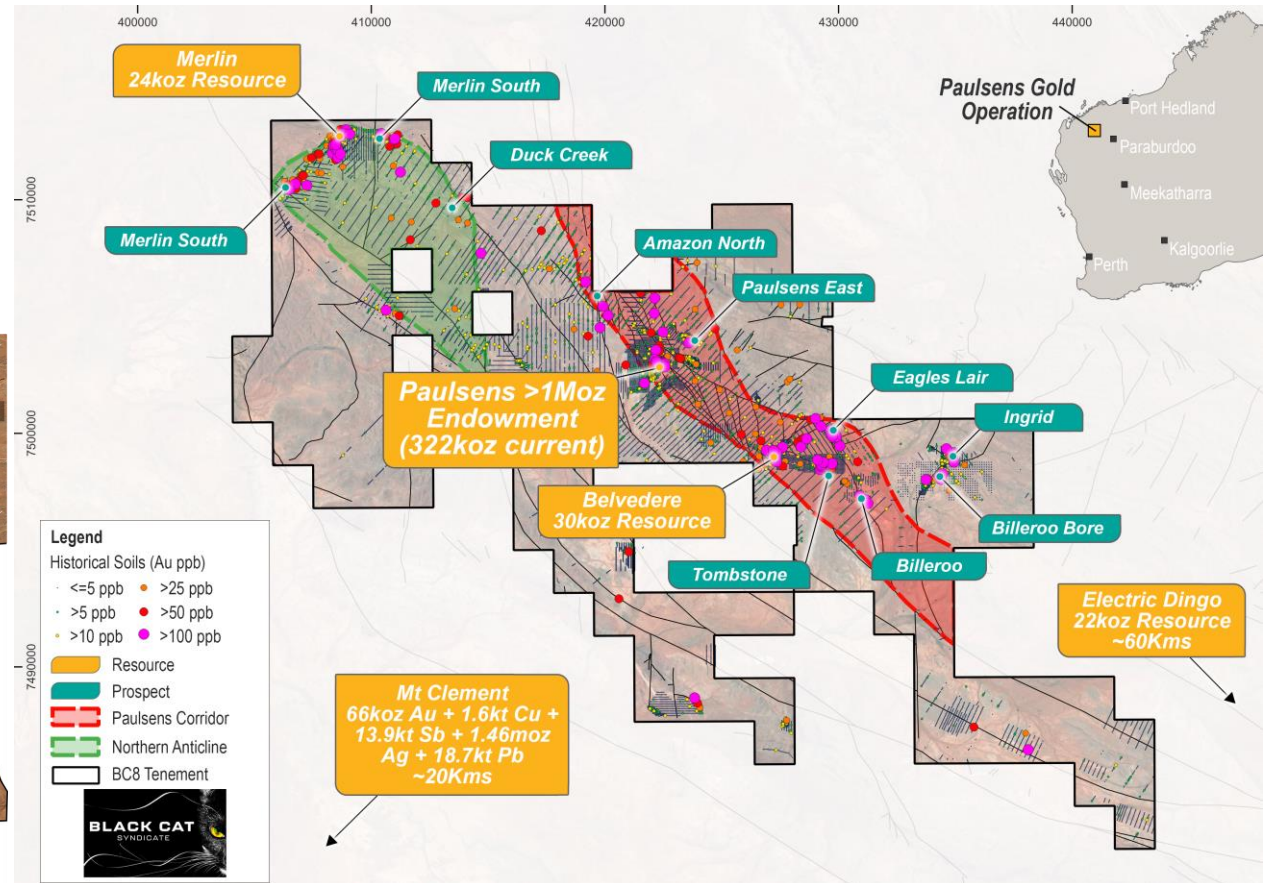 400000
410000
420000
430000
440000
7510000
7500000
7490000
Merlin
24koz Resource
Merlin South
Duck Creek
Merlin South
Amazon North
Paulsens East
Paulsens >1Moz
Endowment
(322koz current)
Eagles Lair
Ingrid
Belvedere
30koz Resource
Billeroo Bore
Tombstone
Billeroo
Electric Dingo
22koz Resource
~60Kms
Mt Clement
66koz Au + 1.6kt Cu +
13.9kt Sb + 1.46moz
Ag + 18.7kt Pb
~20Kms
Paulsens Gold
Operation
Port Hedland
Paraburdoo
Meekatharra
Kalgoorlie
Perth
Legend
Historical Soils (Au ppb)
<=5 ppb
>25 ppb
>5 ppb
>50 ppb
>10 ppb
>100 ppb
Resource
Prospect
Paulsens Corridor
Northern Anticline
BC8 Tenement
BLACK CAT
SYNDICATE